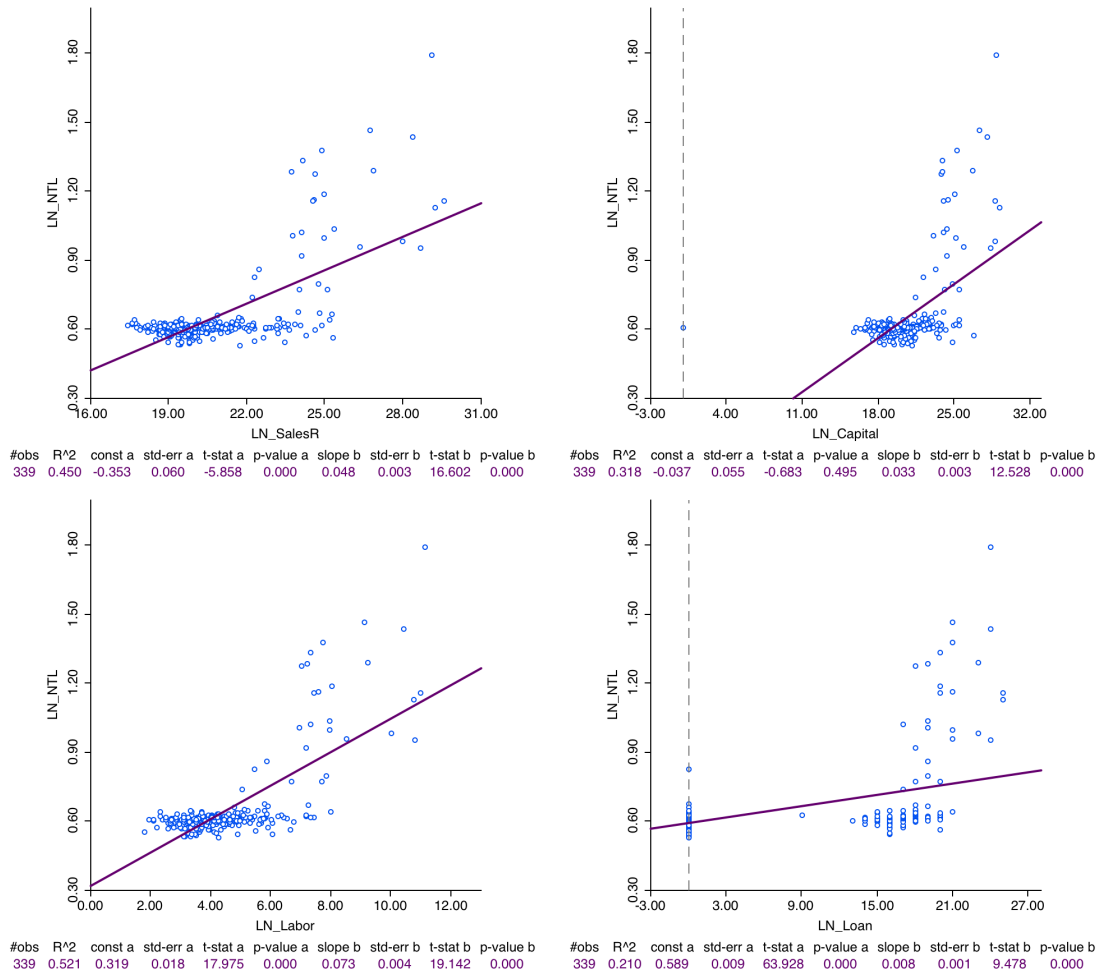 1.80
1.50
1.20
0.90
0.60
0.30
LN_NTL
16.00 19.00 22.00 25.00 28.00 31.00
LN_SalesR
#obs R^2 const a std-err a t-stat a p-value a slope b std-err b t-stat b p-value b
339 0.450 -0.353 0.060 -5.858 0.000 0.048 0.003 16.602 0.000
1.80
1.50
1.20
0.90
0.60
0.30
LN_NTL
-3.00 4.00 11.00 18.00 25.00 32.00
LN_Capital
#obs R^2 const a std-err a t-stat a p-value a slope b std-err b t-stat b p-value b
339 0.318 -0.037 0.055 -0.683 0.495 0.033 0.003 12.528 0.000
1.80
1.50
1.20
0.90
0.60
0.30
LN_NTL
0.00 2.00 4.00 6.00 8.00 10.00 12.00
LN_Labor
#obs R^2 const a std-err a t-stat a p-value a slope b std-err b t-stat b p-value b
339 0.521 0.319 0.018 17.975 0.000 0.073 0.004 19.142 0.000
1.80
1.50
1.20
0.90
0.60
0.30
LN_NTL
-3.00 3.00 9.00 15.00 21.00 27.00
LN_Loan
#obs R^2 const a std-err a t-stat a p-value a slope b std-err b t-stat b p-value b
339 0.210 0.589 0.009 63.928 0.000 0.008 0.001 9.478 0.000